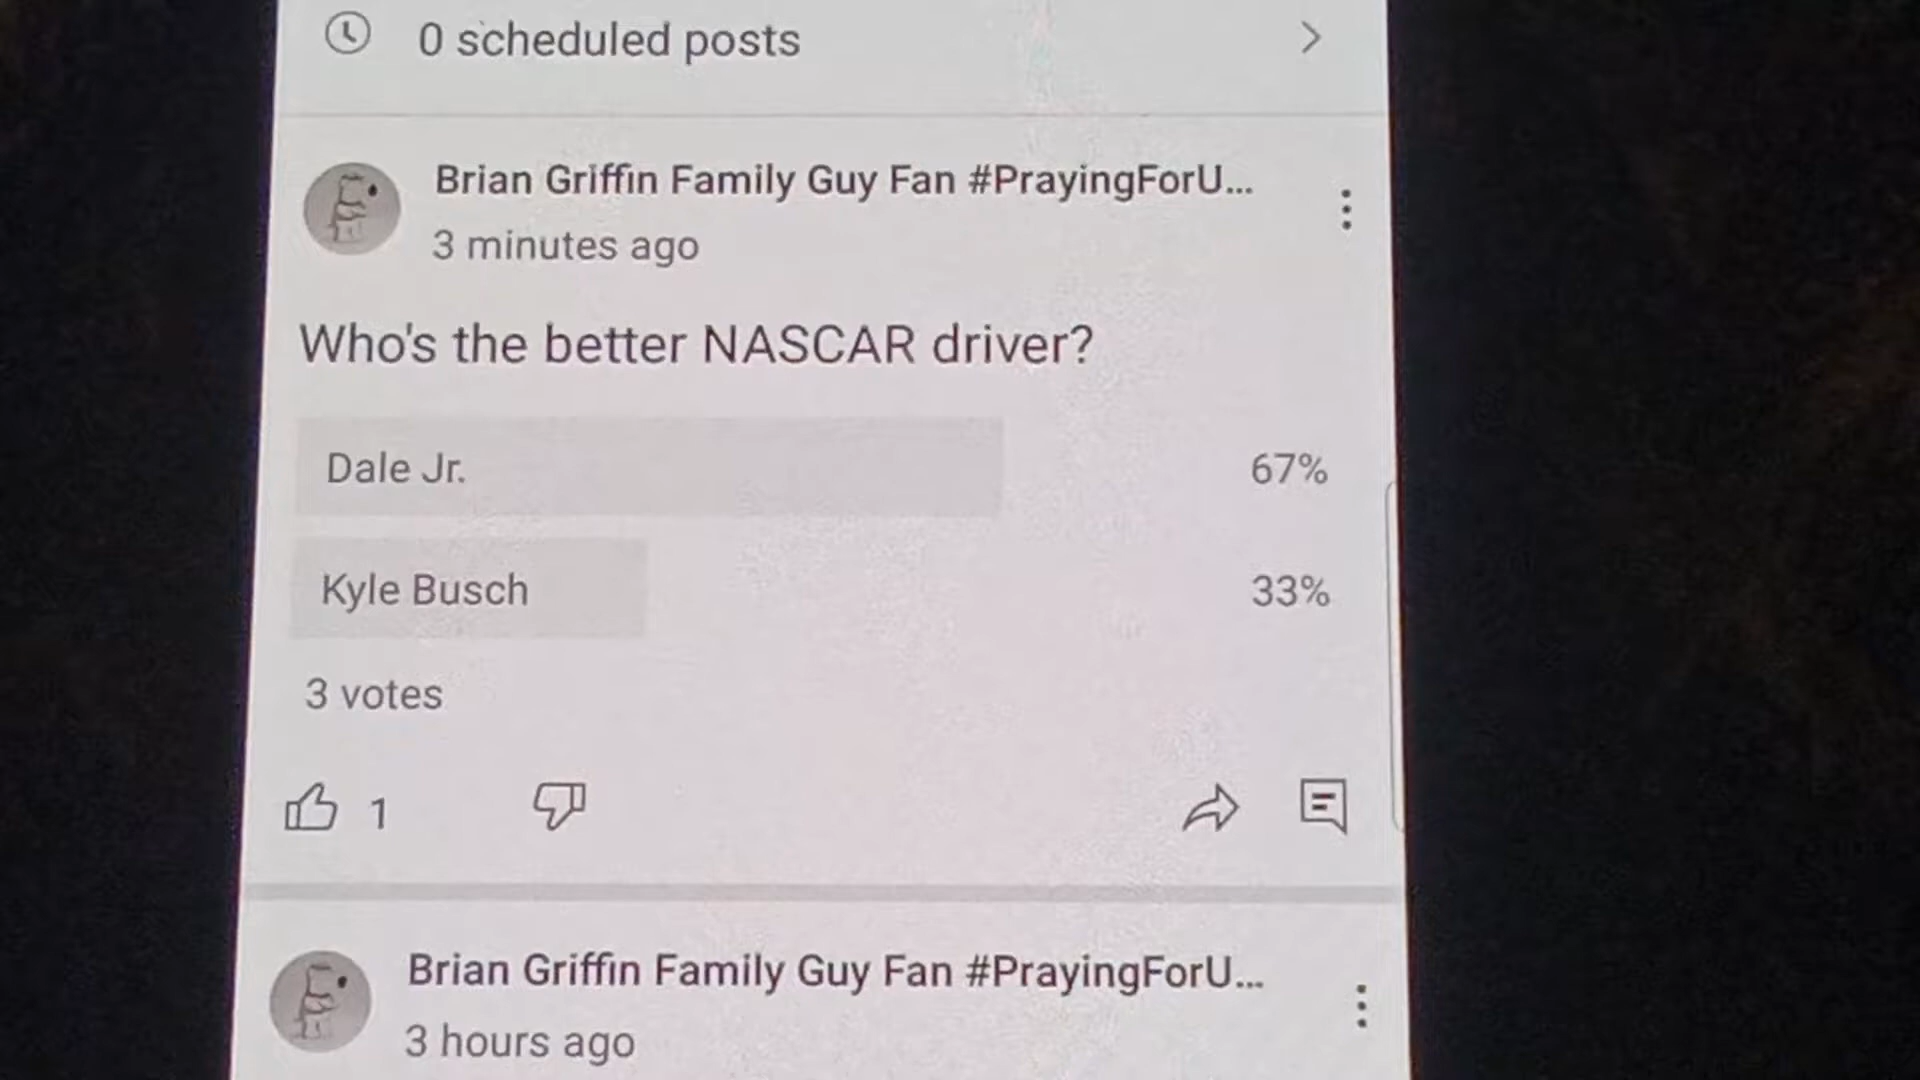 0 scheduled posts
Brian Griffin Family Guy Fan #PrayingForU...
3 minutes ago
Who's the better NASCAR driver?
Dale Jr.
67%
Kyle Busch
33%
3 votes
1
Brian Griffin Family Guy Fan #PrayingForU...
3 hours ago